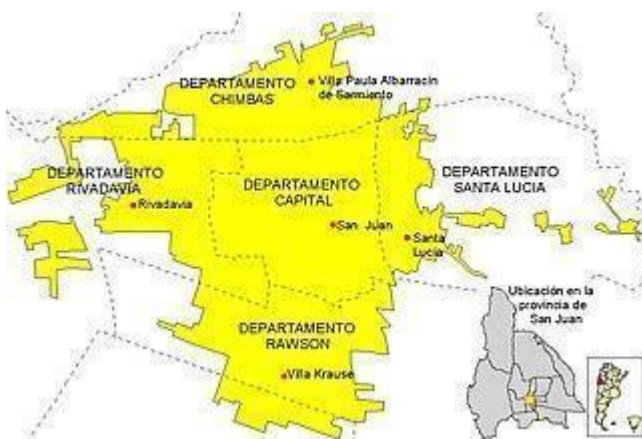 DEPARTAMENTO
CHIMBAS
Villa Paula Albarracin
de Sarmiento
DEPARTAMENTO
RIVADAVIA
DEPARTAMENTO
CAPITAL
DEPARTAMENTO
SANTA LUCIA
Rivadavia
San Juan
Santa
Lucia
Ubicación en la
provincia de
San Juan
DEPARTAMENTO
RAWSON
Villa Krause